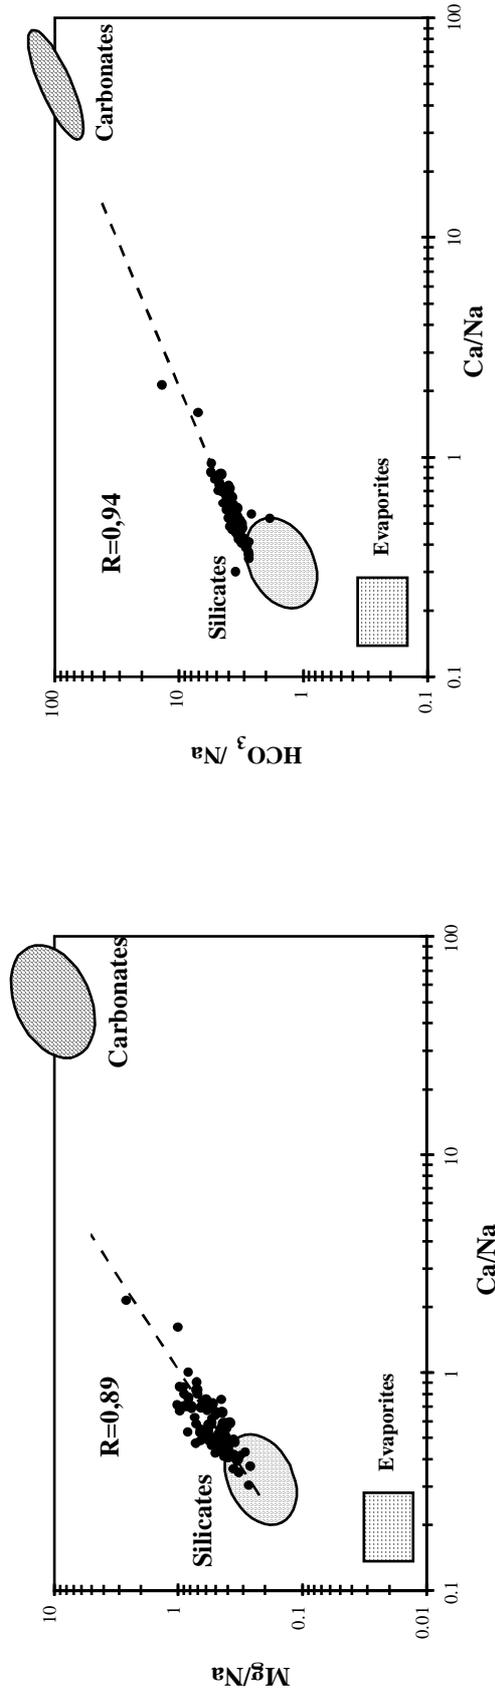 100
10
1
0.1
HCO3/Na
R=0,94
Carbonates
Silicates
Evaporites
0.1
1
10
100
Ca/Na
10
1
0.1
0.01
Mg/Na
R=0,89
Carbonates
Silicates
Evaporites
0.1
1
10
100
Ca/Na